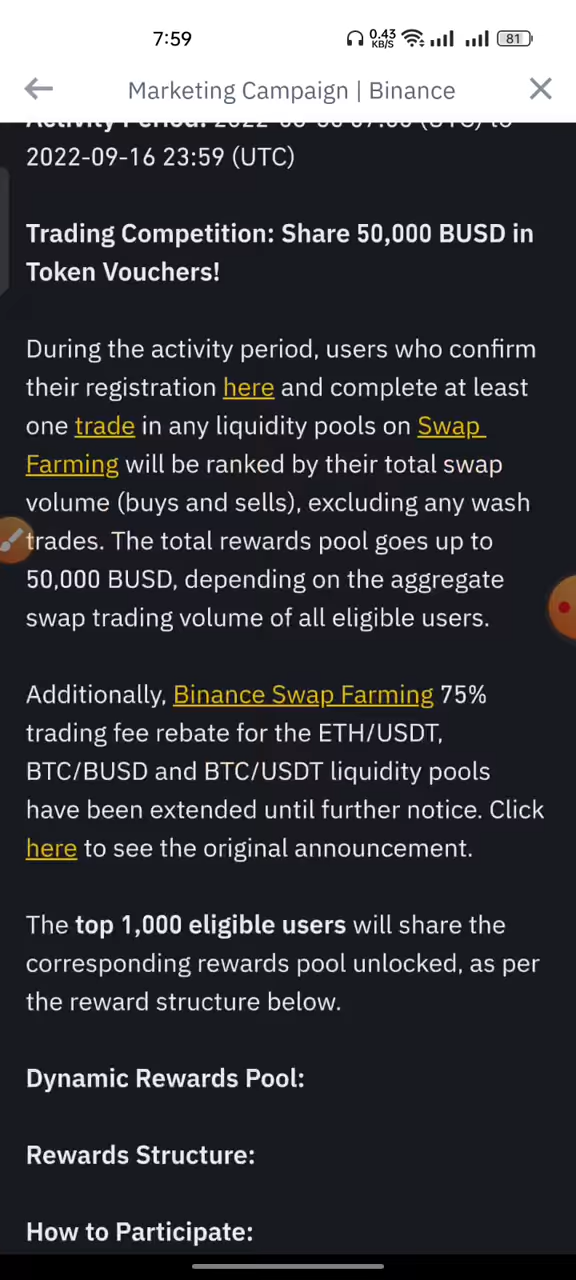 7:59
0.43
KB/S
81
Marketing Campaign | Binance
Activity Period:
2022-09-16 23:59 (UTC)
Trading Competition: Share 50,000 BUSD in
Token Vouchers!
During the activity period, users who confirm
their registration here and complete at least
one trade in any liquidity pools on Swap
Farming will be ranked by their total swap
volume (buys and sells), excluding any wash
trades. The total rewards pool goes up to
50,000 BUSD, depending on the aggregate
swap trading volume of all eligible users.
Additionally, Binance Swap Farming 75%
trading fee rebate for the ETH/USDT,
BTC/BUSD and BTC/USDT liquidity pools
have been extended until further notice. Click
here to see the original announcement.
The top 1,000 eligible users will share the
corresponding rewards pool unlocked, as per
the reward structure below.
Dynamic Rewards Pool:
Rewards Structure:
How to Participate: